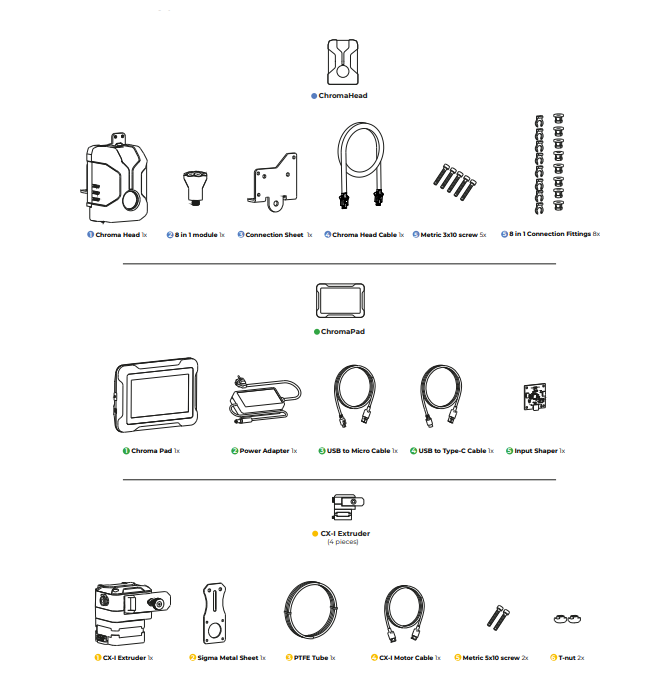 ChromaHead
1 Chroma Head 1x
2 8 in 1 module 1x
3 Connection Sheet 1x
4 Chroma Head Cable 1x
5 Metric 3x10 screw 5x
5 8 in 1 Connection Fittings 8x
ChromaPad
1 Chroma Pad 1x
2 Power Adapter 1x
3 USB to Micro Cable 1x
4 USB to Type-C Cable 1x
5 Input Shaper 1x
CX-I Extruder
(4 pieces)
1 CX-I Extruder 1x
2 Sigma Metal Sheet 1x
3 PTFE Tube 1x
4 CX-I Motor Cable 1x
5 Metric 5x10 screw 2x
6 T-nut 2x